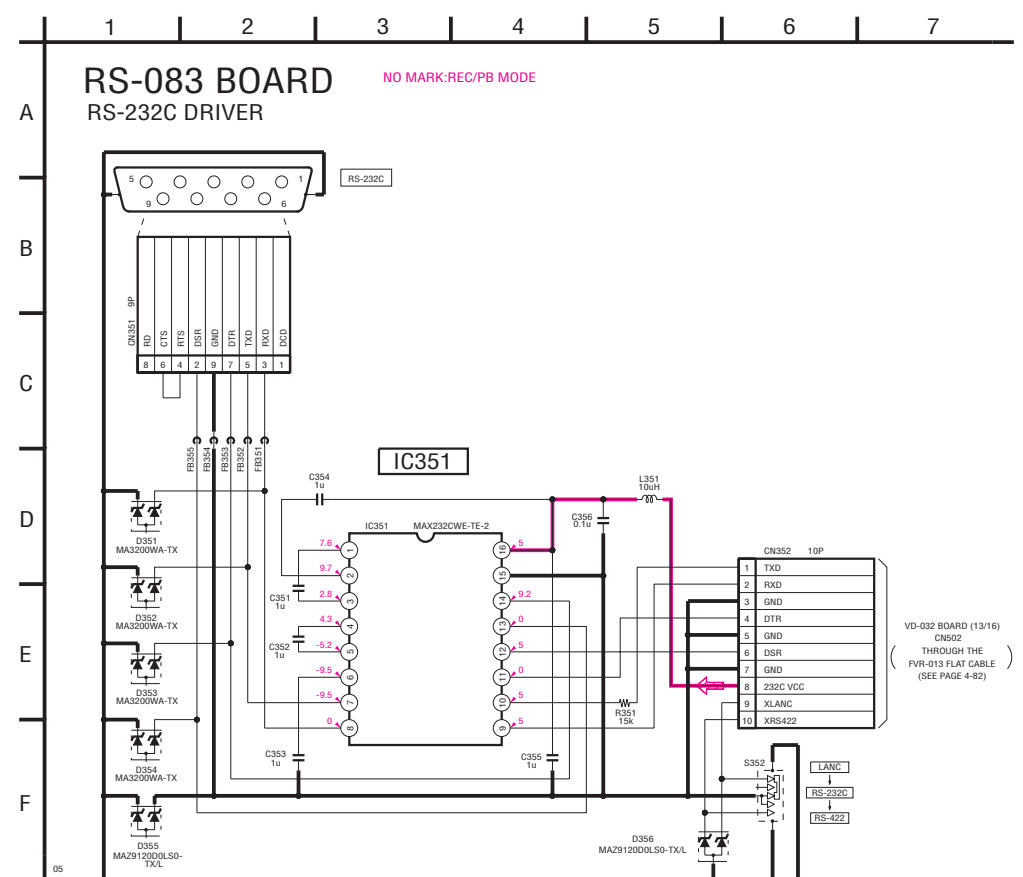 1 2 3 4 5 6 7
A
B
C
D
E
F
RS-083 BOARD
RS-232C DRIVER
NO MARK:REC/PB MODE
RS-232C
5 1
9 6
CN351 9P
RD CTS RTS DSR GND DTR TXD RXD DCD
8 6 4 2 9 7 5 3 1
FB355 FB354 FB353 FB352 FB351
IC351
C354
1u
L351
10uH
C356
0.1u
IC351 MAX232CWE-TE-2
7.6 1
9.7 2
2.8 3
4.3 4
-5.2 5
-9.5 6
-9.5 7
0 8
16 5
15
14 9.2
13 0
12 5
11 0
10 5
9 5
C351
1u
C352
1u
C353
1u
C355
1u
R351
15k
D351
MA3200WA-TX
D352
MA3200WA-TX
D353
MA3200WA-TX
D354
MA3200WA-TX
D355
MAZ9120D0LS0-
TX/L
CN352 10P
1 TXD
2 RXD
3 GND
4 DTR
5 GND
6 DSR
7 GND
8 232C VCC
9 XLANC
10 XRS422
VD-032 BOARD (13/16)
CN502
THROUGH THE
FVR-013 FLAT CABLE
(SEE PAGE 4-82)
S352
LANC
RS-232C
RS-422
D356
MAZ9120D0LS0-TX/L
05